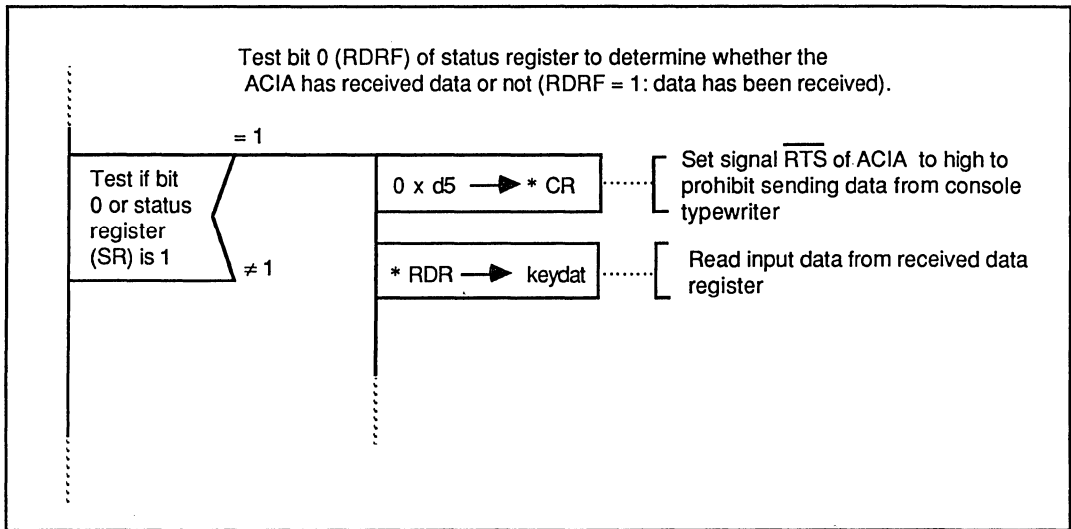 Test bit 0 (RDRF) of status register to determine whether the
ACIA has received data or not (RDRF = 1: data has been received).
= 1
Test if bit
0 or status
register
(SR) is 1
≠ 1
0 x d5 → * CR
Set signal R̅T̅S̅ of ACIA to high to
prohibit sending data from console
typewriter
* RDR → keydat
Read input data from received data
register